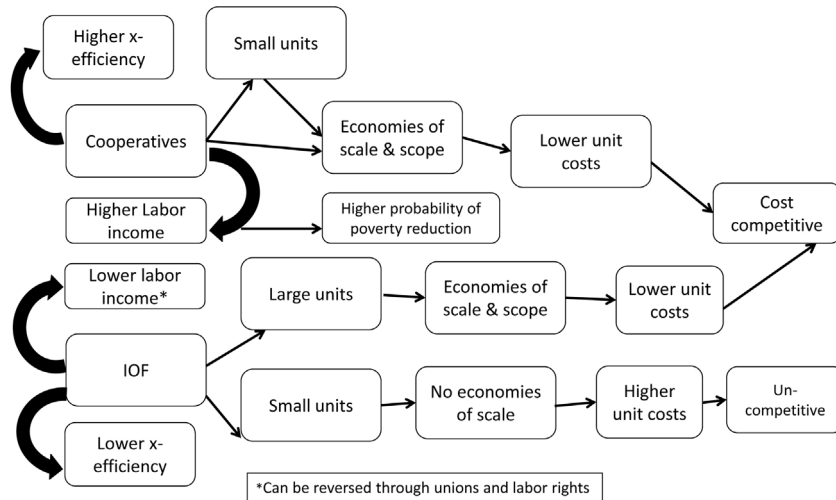 Higher x-
efficiency
Small units
Cooperatives
Economies of
scale & scope
Lower unit
costs
Cost
competitive
Higher Labor
income
Higher probability of
poverty reduction
Lower labor
income*
Large units
Economies of
scale & scope
Lower unit
costs
IOF
Small units
No economies
of scale
Higher
unit costs
Un-
competitive
Lower x-
efficiency
*Can be reversed through unions and labor rights